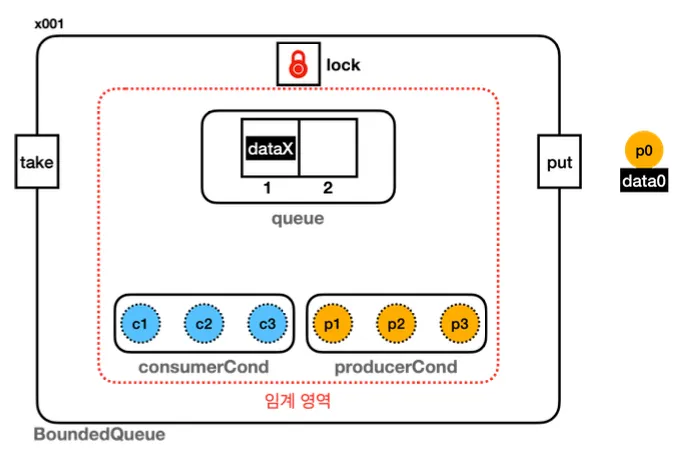 x001
lock
take
dataX
1 2
queue
put
p0
data0
c1 c2 c3 p1 p2 p3
consumerCond producerCond
임계 영역
BoundedQueue